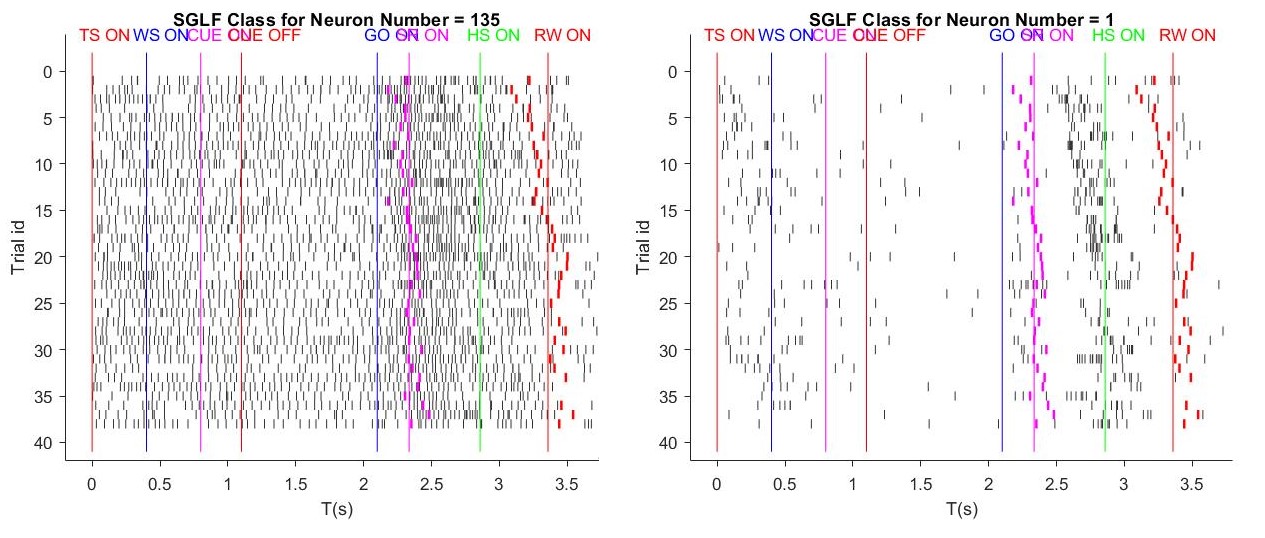 SGLF Class for Neuron Number = 135
TS ON WS ON CUE ON CUE OFF GO ON SR ON HS ON RW ON
0
5
10
15
20
25
30
35
40
Trial id
0 0.5 1 1.5 2 2.5 3 3.5
T(s)
SGLF Class for Neuron Number = 1
TS ON WS ON CUE ON CUE OFF GO ON SR ON HS ON RW ON
0
5
10
15
20
25
30
35
40
Trial id
0 0.5 1 1.5 2 2.5 3 3.5
T(s)